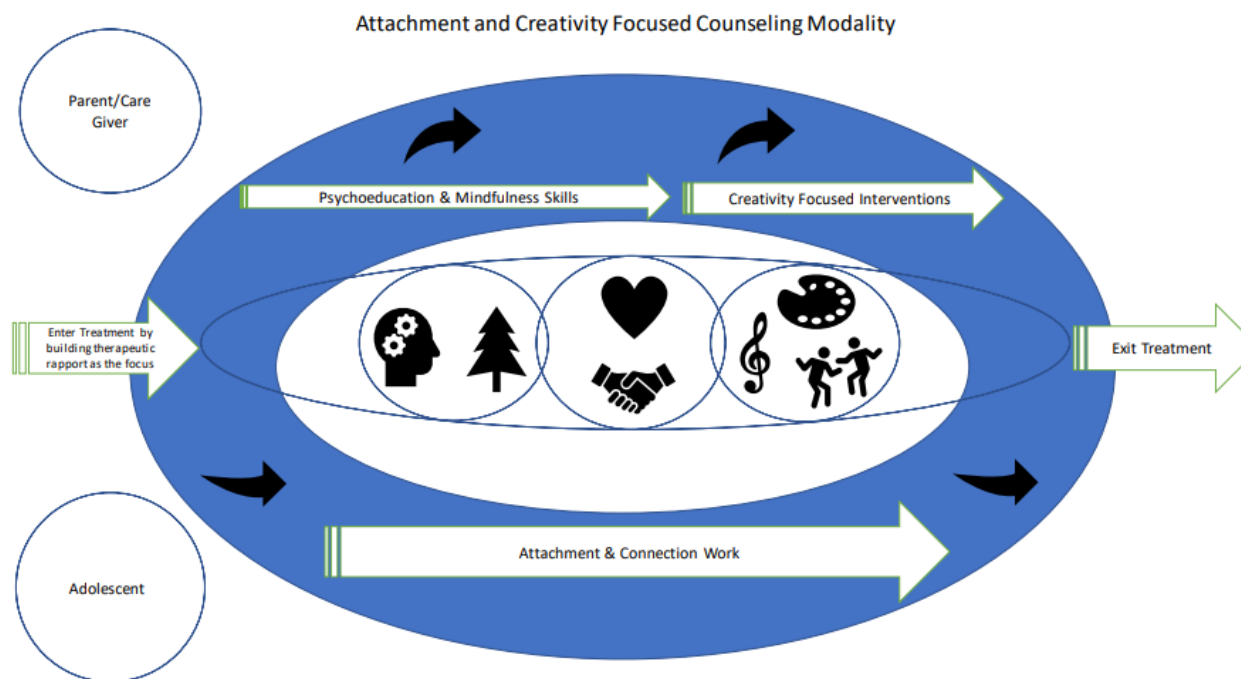 Attachment and Creativity Focused Counseling Modality
Parent/Care
Giver
Psychoeducation & Mindfulness Skills
Creativity Focused Interventions
Enter Treatment by
building therapeutic
rapport as the focus
Exit Treatment
Attachment & Connection Work
Adolescent